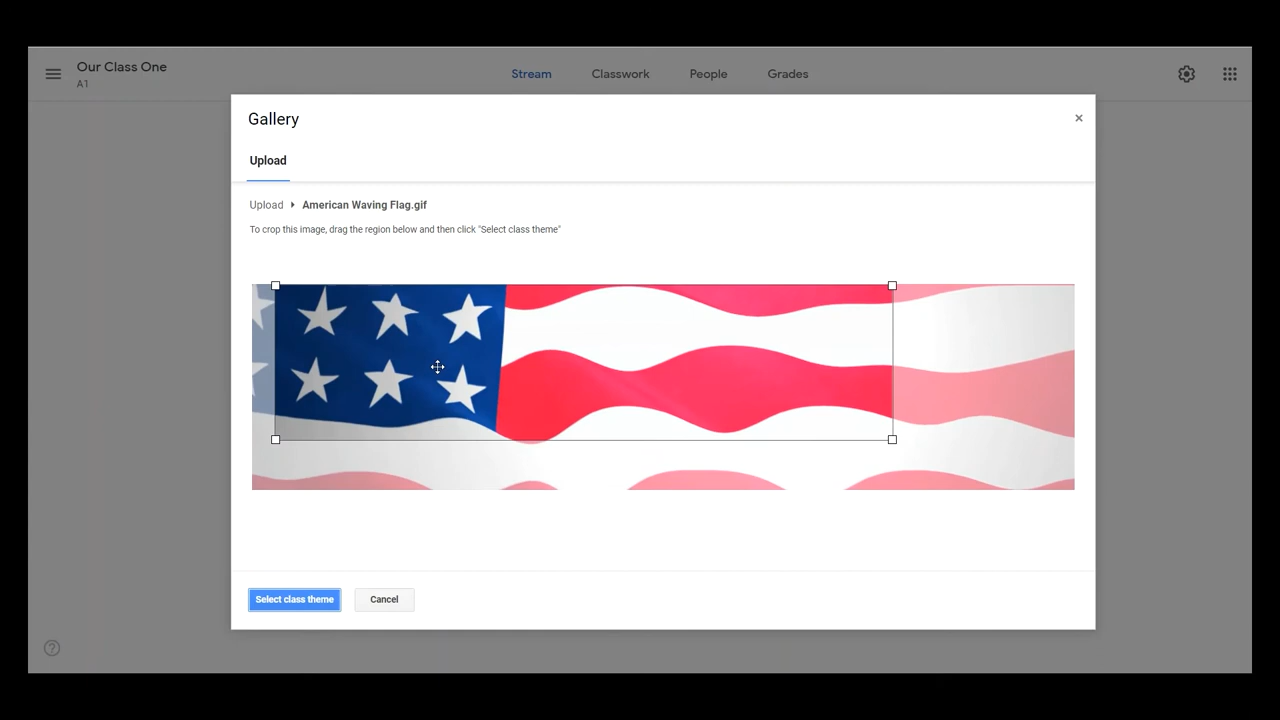 Our Class One
A1
Stream
Classwork
People
Grades
Gallery
×
Upload
Upload ▸ American Waving Flag.gif
To crop this image, drag the region below and then click "Select class theme"
Select class theme
Cancel
?